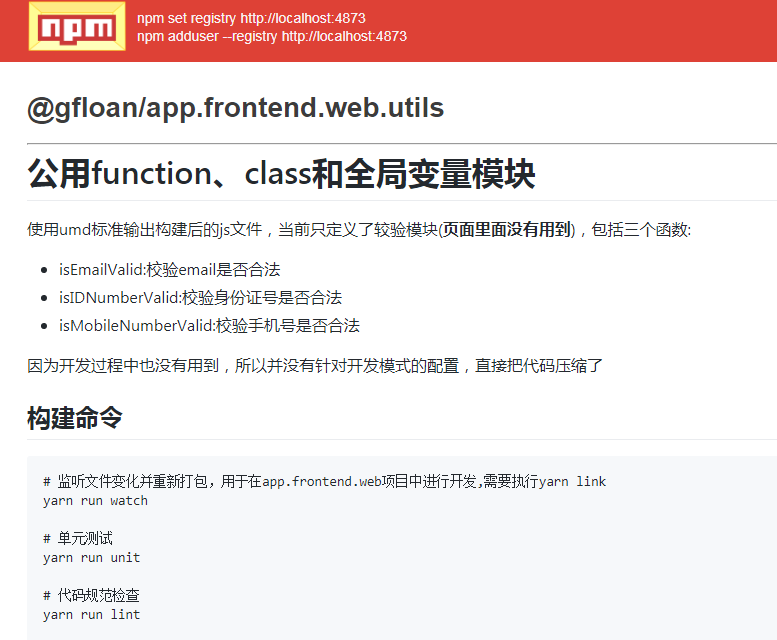 npm
npm set registry http://localhost:4873
npm adduser --registry http://localhost:4873
@gfloan/app.frontend.web.utils
公用function、class和全局变量模块
使用umd标准输出构建后的js文件，当前只定义了较验模块(页面里面没有用到)，包括三个函数:
isEmailValid:校验email是否合法
isIDNumberValid:校验身份证号是否合法
isMobileNumberValid:校验手机号是否合法
因为开发过程中也没有用到，所以并没有针对开发模式的配置，直接把代码压缩了
构建命令
# 监听文件变化并重新打包，用于在app.frontend.web项目中进行开发,需要执行yarn link
yarn run watch
# 单元测试
yarn run unit
# 代码规范检查
yarn run lint